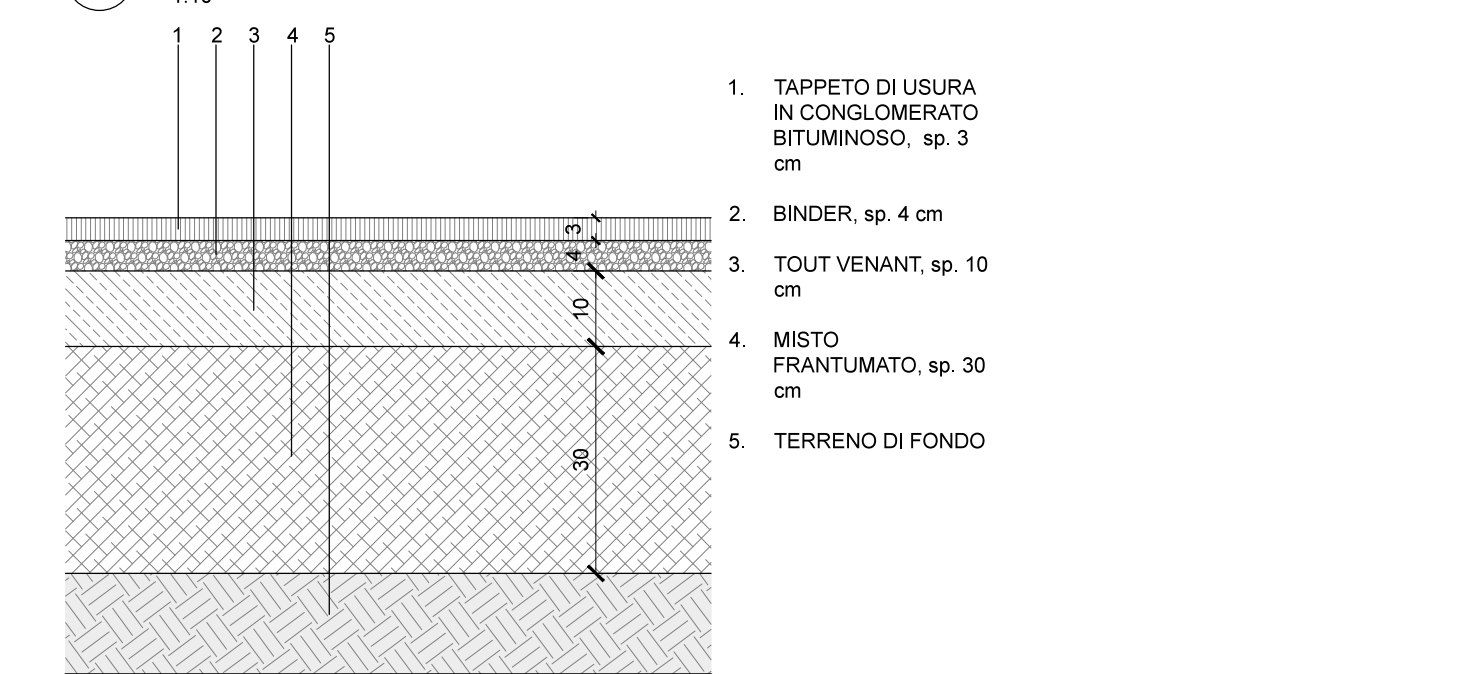 1 2 3 4 5
1. TAPPETO DI USURA
IN CONGLOMERATO
BITUMINOSO, sp. 3
cm
2. BINDER, sp. 4 cm
3. TOUT VENANT, sp. 10
cm
4. MISTO
FRANTUMATO, sp. 30
cm
5. TERRENO DI FONDO
3
4
10
30